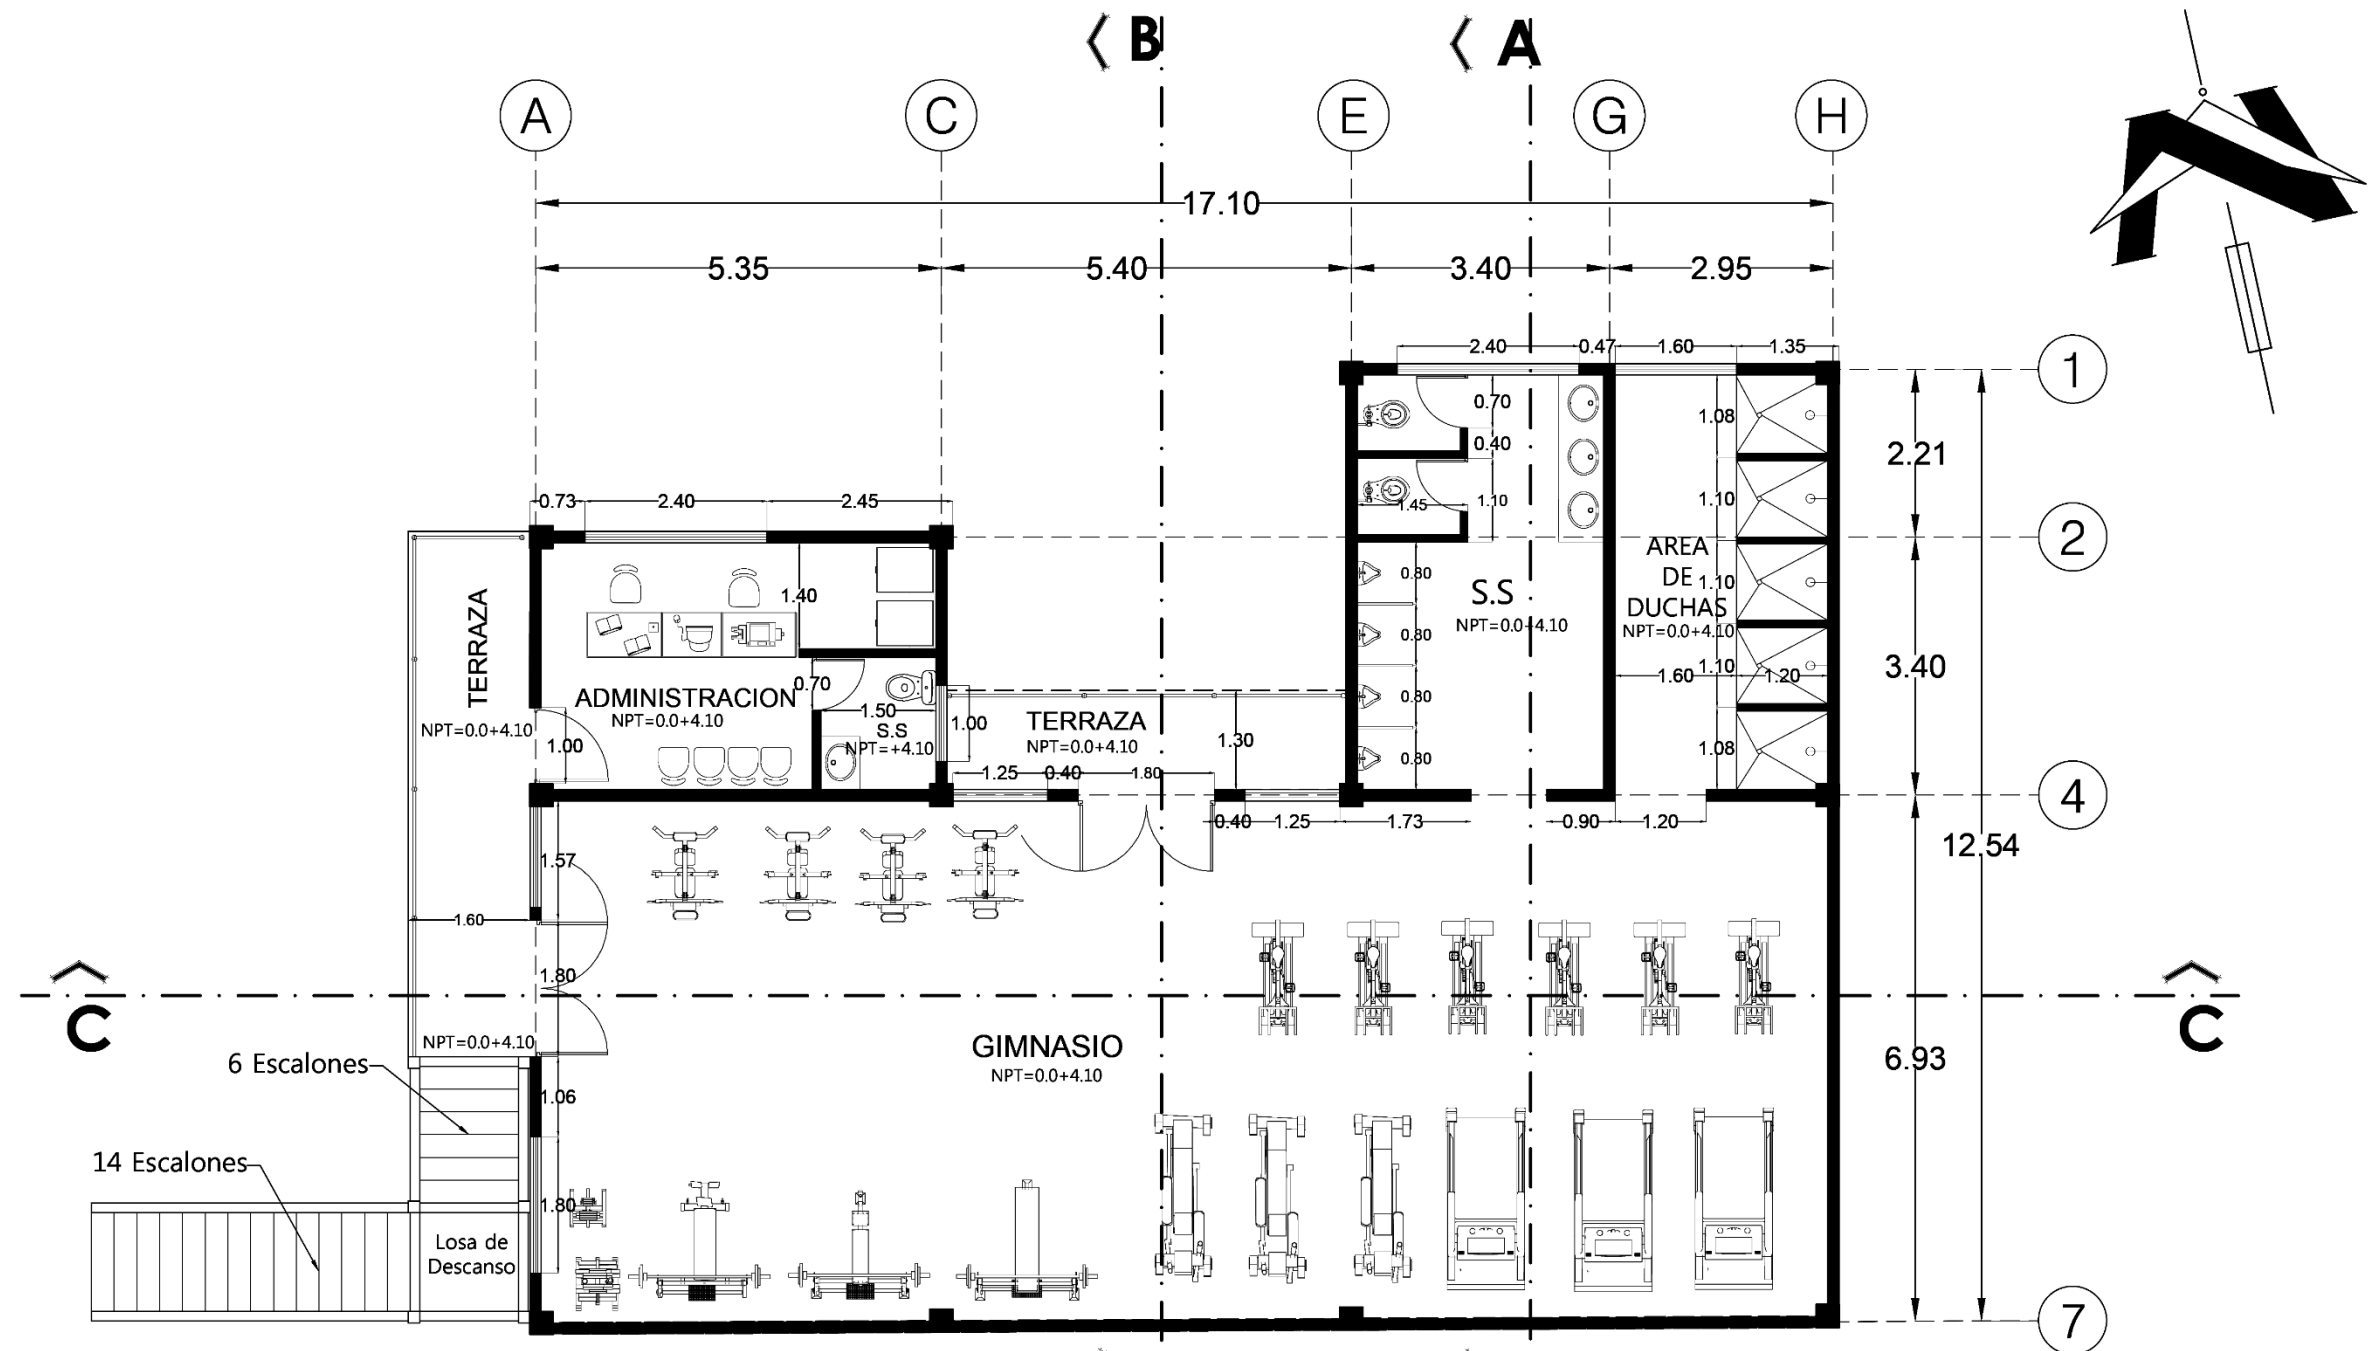 B
A
A
C
E
G
H
17.10
5.35
5.40
3.40
2.95
2.40
0.47
1.60
1.35
1
0.70
1.08
0.40
2.21
0.73
2.40
2.45
1.45
1.10
1.10
2
AREA
DE
DUCHAS
NPT=0.0+4.10
1.10
0.80
S.S
NPT=0.0+4.10
1.40
TERRAZA
NPT=0.0+4.10
0.80
3.40
1.10
1.60
1.20
0.70
ADMINISTRACION
NPT=0.0+4.10
1.50
S.S
NPT=+4.10
0.80
1.00
1.00
TERRAZA
NPT=0.0+4.10
1.30
0.80
1.08
1.25
0.40
1.80
4
0.40
1.25
1.73
0.90
1.20
12.54
1.57
1.60
1.80
C
C
NPT=0.0+4.10
GIMNASIO
NPT=0.0+4.10
6.93
6 Escalones
1.06
14 Escalones
1.80
Losa de
Descanso
7